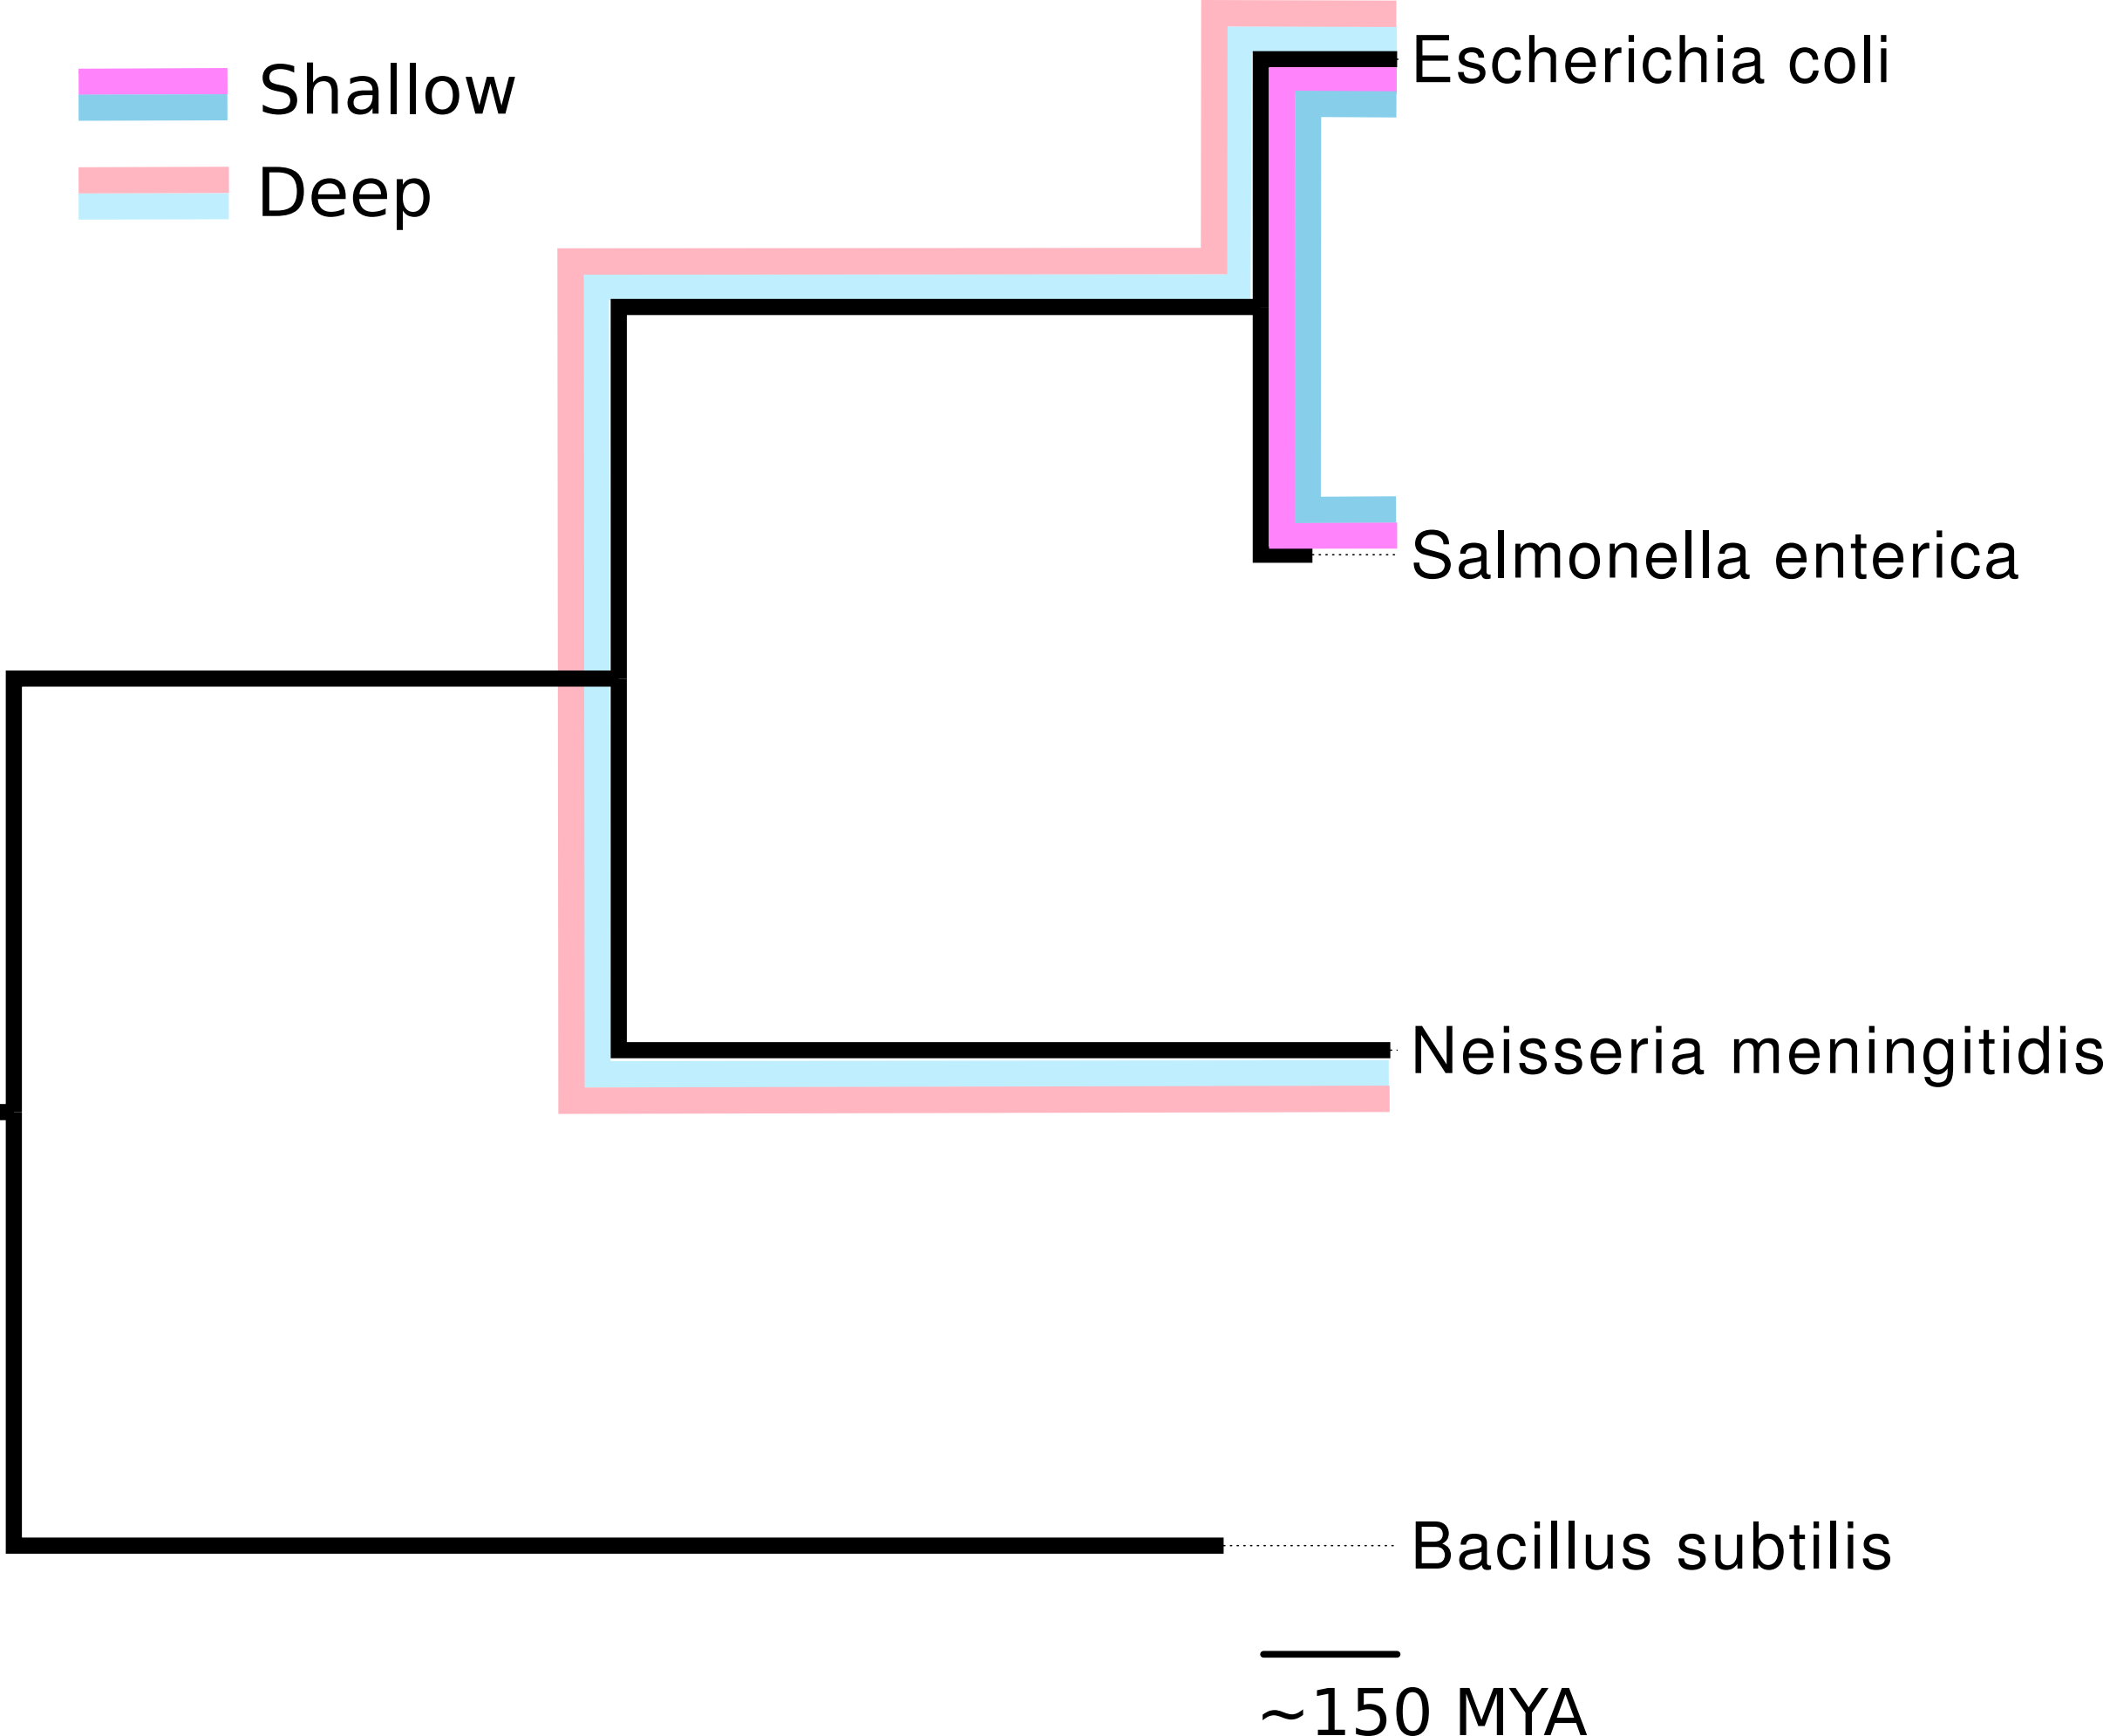 Shallow
Deep
Escherichia coli
Salmonella enterica
Neisseria meningitidis
Bacillus subtilis
~150 MYA